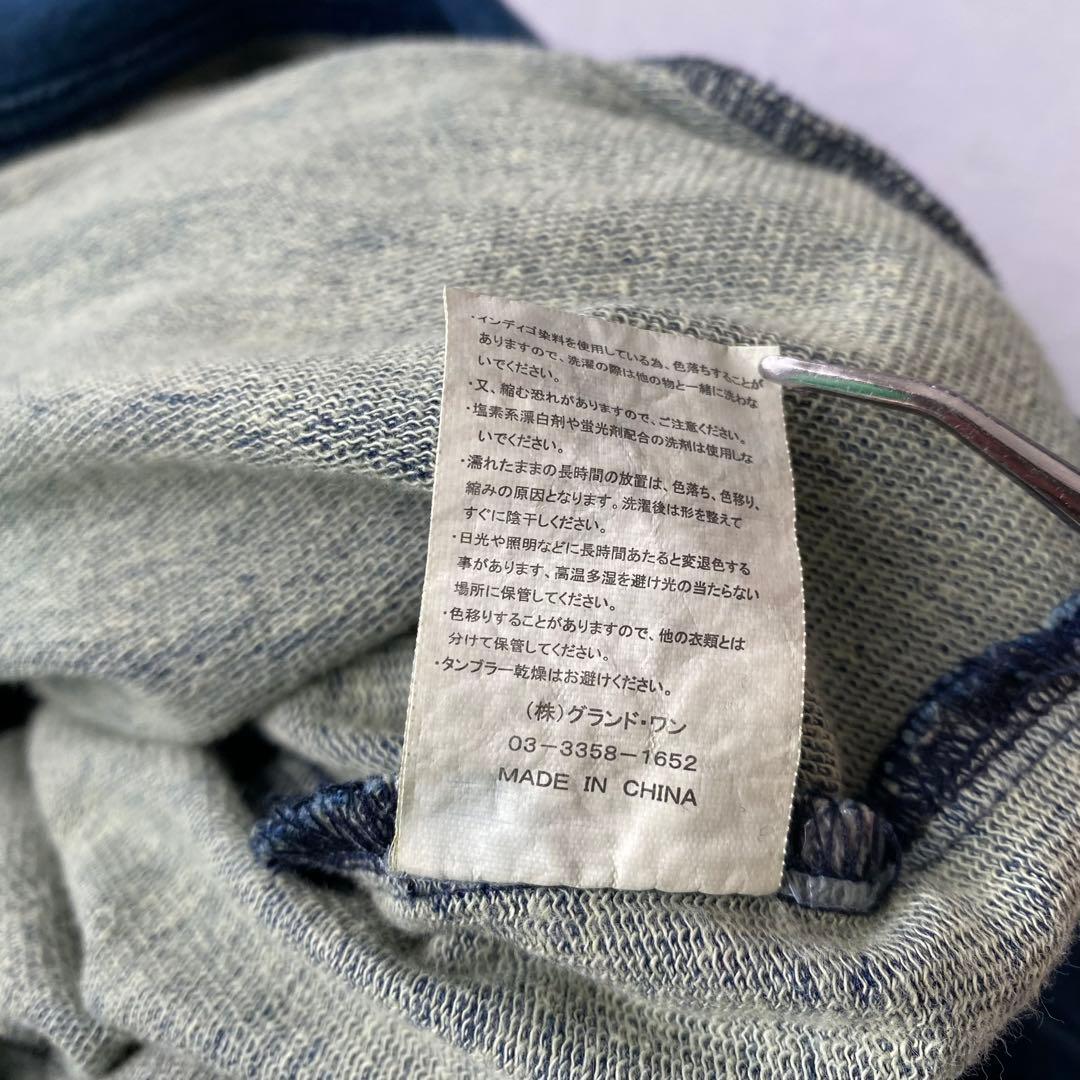 ・インディゴ染料を使用している為、色落ちすることが
ありますので、洗濯の際は他の物と一緒に洗わな
いでください。
・又、縮む恐れがありますので、ご注意ください。
・塩素系漂白剤や蛍光剤配合の洗剤は使用しな
いでください。
・濡れたままの長時間の放置は、色落ち、色移り、
縮みの原因となります。洗濯後は形を整えて
すぐに陰干しください。
・日光や照明などに長時間あたると変退色する
事があります、高温多湿を避け光の当たらない
場所に保管してください。
・色移りすることがありますので、他の衣類とは
分けて保管してください。
・タンブラー乾燥はお避けください。
(株)グランド・ワン
03-3358-1652
MADE IN CHINA